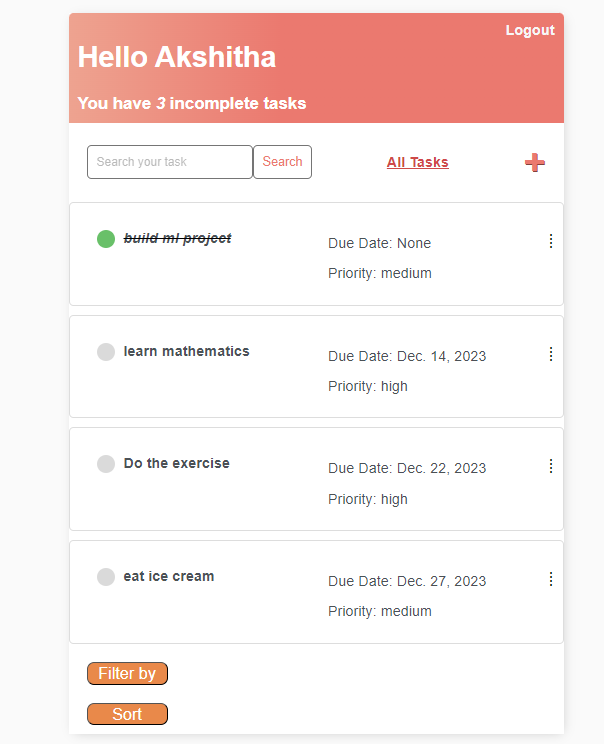 Logout
Hello Akshitha
You have 3 incomplete tasks
Search your task
Search
All Tasks
build ml project
Due Date: None
Priority: medium
learn mathematics
Due Date: Dec. 14, 2023
Priority: high
Do the exercise
Due Date: Dec. 22, 2023
Priority: high
eat ice cream
Due Date: Dec. 27, 2023
Priority: medium
Filter by
Sort